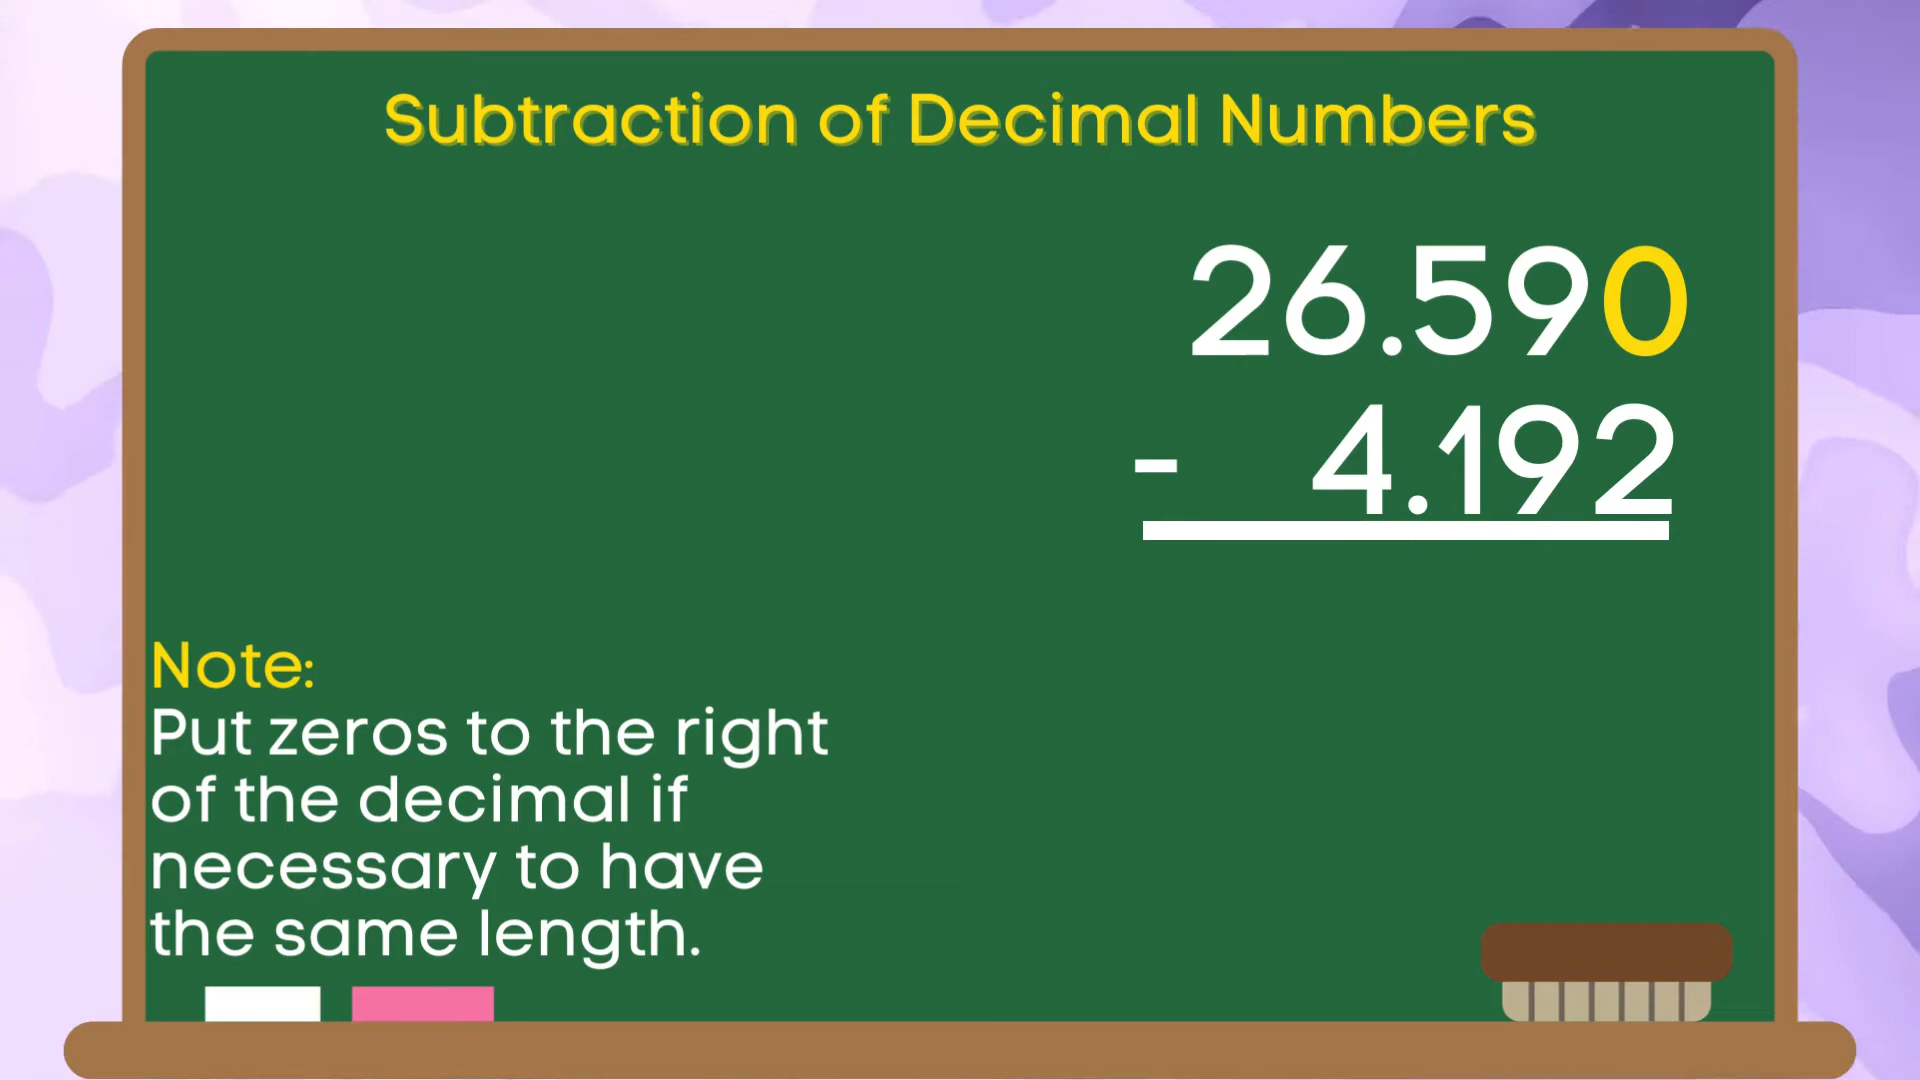 Subtraction of Decimal Numbers
26.590
- 4.192
Note:
Put zeros to the right
of the decimal if
necessary to have
the same length.